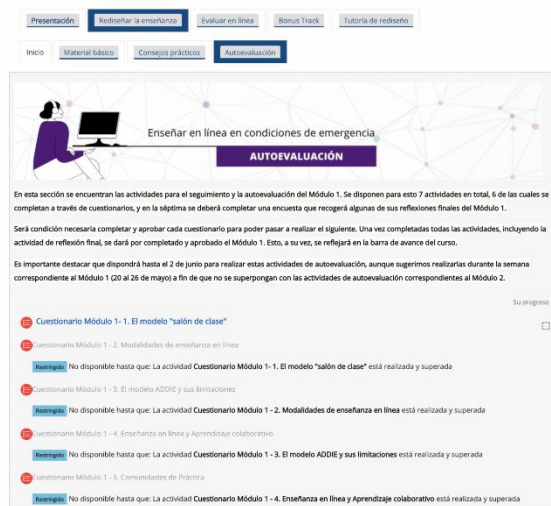 Presentación Rediseñar la enseñanza Evaluar en línea Bonus Track Tutoría de rediseño
Inicio Material básico Consejos prácticos Autoevaluación
Enseñar en línea en condiciones de emergencia
AUTOEVALUACIÓN
En esta sección se encuentran las actividades para el seguimiento y la autoevaluación del Módulo 1. Se disponen para esto 7 actividades en total, 6 de las cuales se
completan a través de cuestionarios, y en la séptima se deberá completar una encuesta que recogerá algunas de sus reflexiones finales del Módulo 1.
Será condición necesaria completar y aprobar cada cuestionario para poder pasar a realizar el siguiente. Una vez completadas todas las actividades, incluyendo la
actividad de reflexión final, se dará por completado y aprobado el Módulo 1. Esto, a su vez, se reflejará en la barra de avance del curso.
Es importante destacar que dispondrá hasta el 2 de junio para realizar estas actividades de autoevaluación, aunque sugerimos realizarlas durante la semana
correspondiente al Módulo 1 (20 al 26 de mayo) a fin de que no se superpongan con las actividades de autoevaluación correspondientes al Módulo 2.
Su progreso
Cuestionario Módulo 1- 1. El modelo "salón de clase"
Cuestionario Módulo 1 - 2. Modalidades de enseñanza en línea
Restringido No disponible hasta que: La actividad Cuestionario Módulo 1- 1. El modelo "salón de clase" está realizada y superada
Cuestionario Módulo 1 - 3. El modelo ADDIE y sus limitaciones
Restringido No disponible hasta que: La actividad Cuestionario Módulo 1 - 2. Modalidades de enseñanza en línea está realizada y superada
Cuestionario Módulo 1 - 4. Enseñanza en línea y Aprendizaje colaborativo
Restringido No disponible hasta que: La actividad Cuestionario Módulo 1 - 3. El modelo ADDIE y sus limitaciones está realizada y superada
Cuestionario Módulo 1 - 5. Comunidades de Práctica
Restringido No disponible hasta que: La actividad Cuestionario Módulo 1 - 4. Enseñanza en línea y Aprendizaje colaborativo está realizada y superada